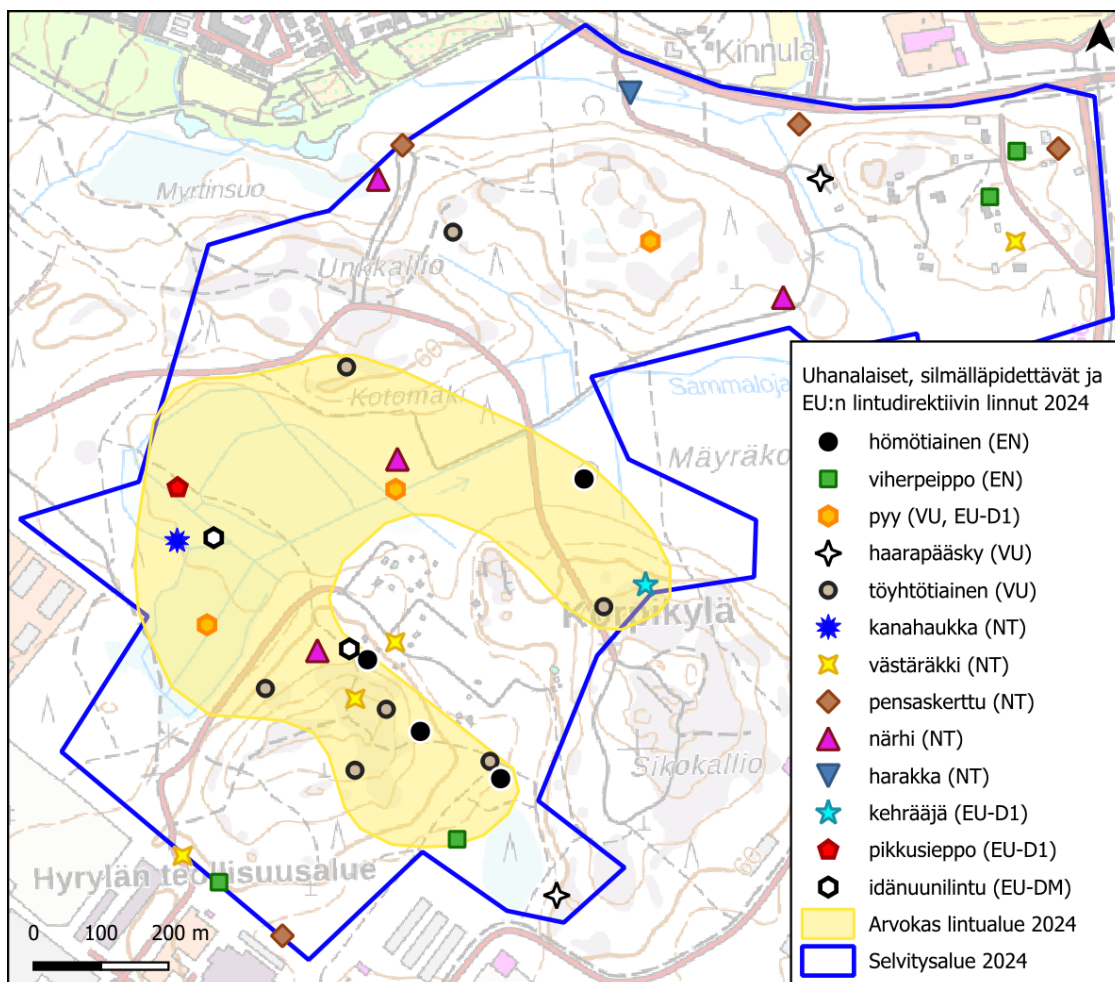 Kinnula
Myrtinsuo
Unkkallio
60
Kotomäki
Sammaloja
Mäyräko
Korpikylä
Sikokallio
60
Hyrylän teollisuusalue
0 100 200 m
Uhanalaiset, silmälläpidettävät ja
EU:n lintudirektiivin linnut 2024
hömötiainen (EN)
viherpeippo (EN)
pyy (VU, EU-D1)
haarapääsky (VU)
töyhtötiainen (VU)
kanahaukka (NT)
västäräkki (NT)
pensaskerttu (NT)
närhi (NT)
harakka (NT)
kehrääjä (EU-D1)
pikkusieppo (EU-D1)
idänuunilintu (EU-DM)
Arvokas lintualue 2024
Selvitysalue 2024